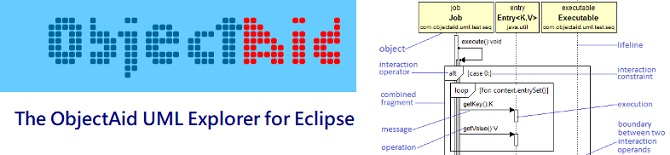 ObjectAid
The ObjectAid UML Explorer for Eclipse
job
Job
com.objectaid.uml.test.seq
entry
Entry<K,V>
java.util
executable
Executable
com.objectaid.uml.test.seq
object
execute():void
lifeline
interaction
operator
alt
[case 0:]
interaction
constraint
combined
fragment
loop
[for(context.entrySet()]
getKey():K
execution
message
getValue():V
operation
boundary
between two
interaction
operands